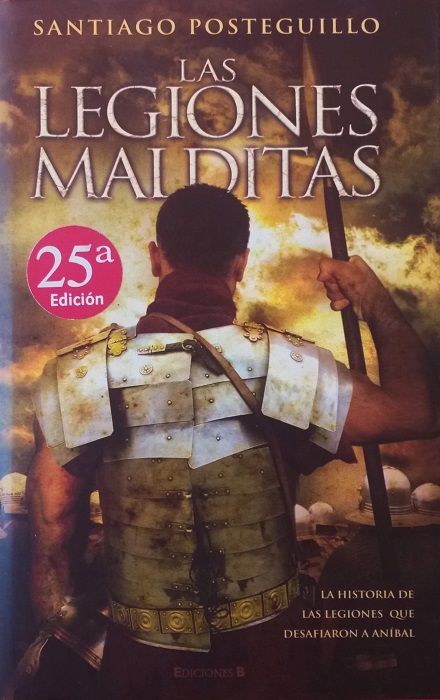 SANTIAGO POSTEGUILLO
LAS
LEGIONES
MALDITAS
25ª
Edición
LA HISTORIA DE
LAS LEGIONES QUE
DESAFIARON A ANÍBAL
EDICIONES B